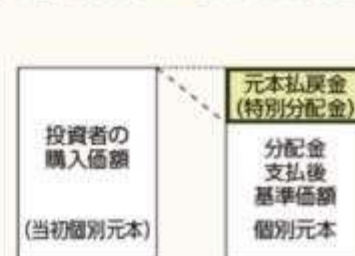 投資者の
購入価額
(当初個別元本)
元本払戻金
(特別分配金)
分配金
支払後
基準価額
個別元本